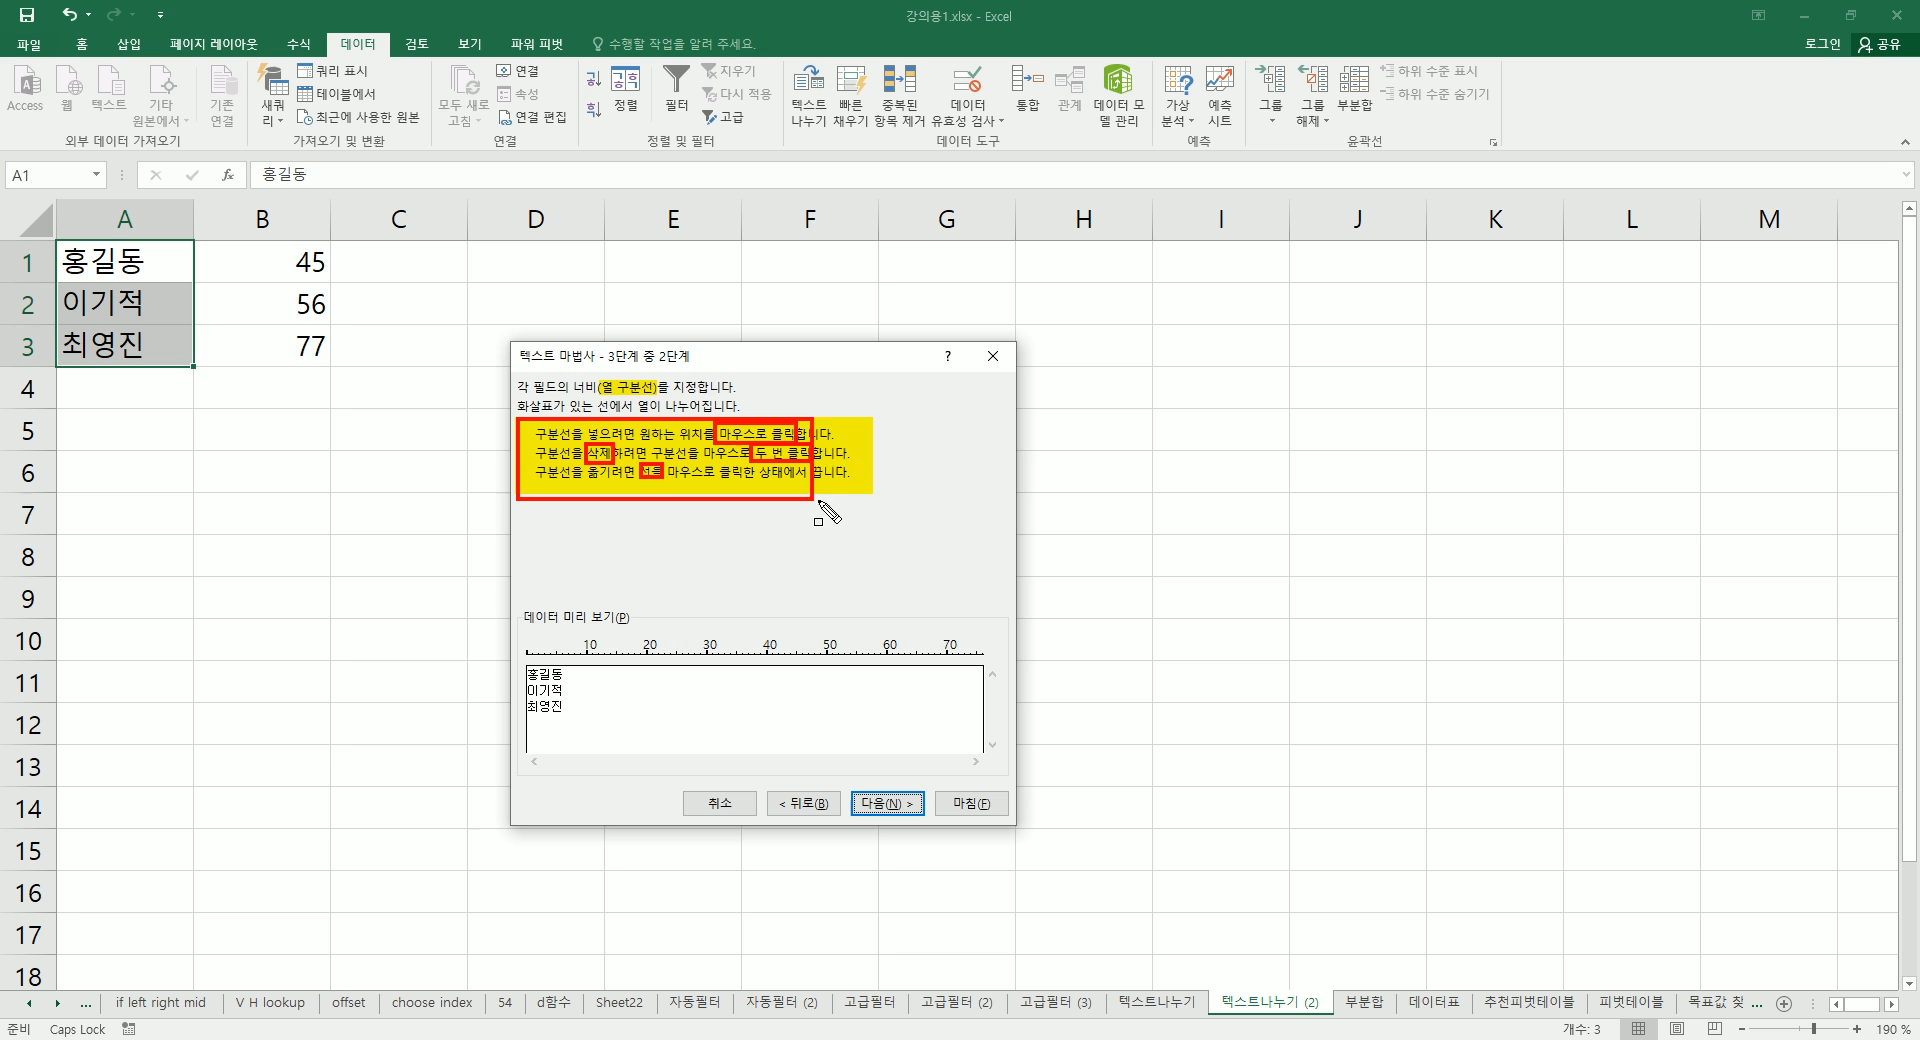 강의용1.xlsx - Excel
파일 홈 삽입 페이지 레이아웃 수식 데이터 검토 보기 파워 피벗 수행할 작업을 알려 주세요. 로그인 공유
Access 웹 텍스트 기타 원본에서 기존 연결
외부 데이터 가져오기
새 쿼리 쿼리 표시 테이블에서 최근에 사용한 원본
가져오기 및 변환
모두 새로 고침 연결 속성 연결 편집
연결
정렬 필터 지우기 다시 적용 고급
정렬 및 필터
텍스트 나누기 빠른 채우기 중복된 항목 제거 데이터 유효성 검사 통합 관계 데이터 모델 관리
데이터 도구
가상 분석 예측 시트
예측
그룹 그룹 해제 부분합 하위 수준 표시 하위 수준 숨기기
윤곽선
A1 fx 홍길동
A B C D E F G H I J K L M
1 홍길동 45
2 이기적 56
3 최영진 77
4
5
6
7
8
9
10
11
12
13
14
15
16
17
18
텍스트 마법사 - 3단계 중 2단계 ?
각 필드의 너비(열 구분선)를 지정합니다.
화살표가 있는 선에서 열이 나누어집니다.
구분선을 넣으려면 원하는 위치를 마우스로 클릭합니다.
구분선을 삭제하려면 구분선을 마우스로 두 번 클릭합니다.
구분선을 옮기려면 선을 마우스로 클릭한 상태에서 끕니다.
데이터 미리 보기(P)
10 20 30 40 50 60 70
홍길동
이기적
최영진
취소 < 뒤로(B) 다음(N) > 마침(F)
... if left right mid V H lookup offset choose index 54 d함수 Sheet22 자동필터 자동필터 (2) 고급필터 고급필터 (2) 고급필터 (3) 텍스트나누기 텍스트나누기 (2) 부분합 데이터표 추천피벗테이블 피벗테이블 목표값 찾 ...
준비 Caps Lock 개수: 3 190 %